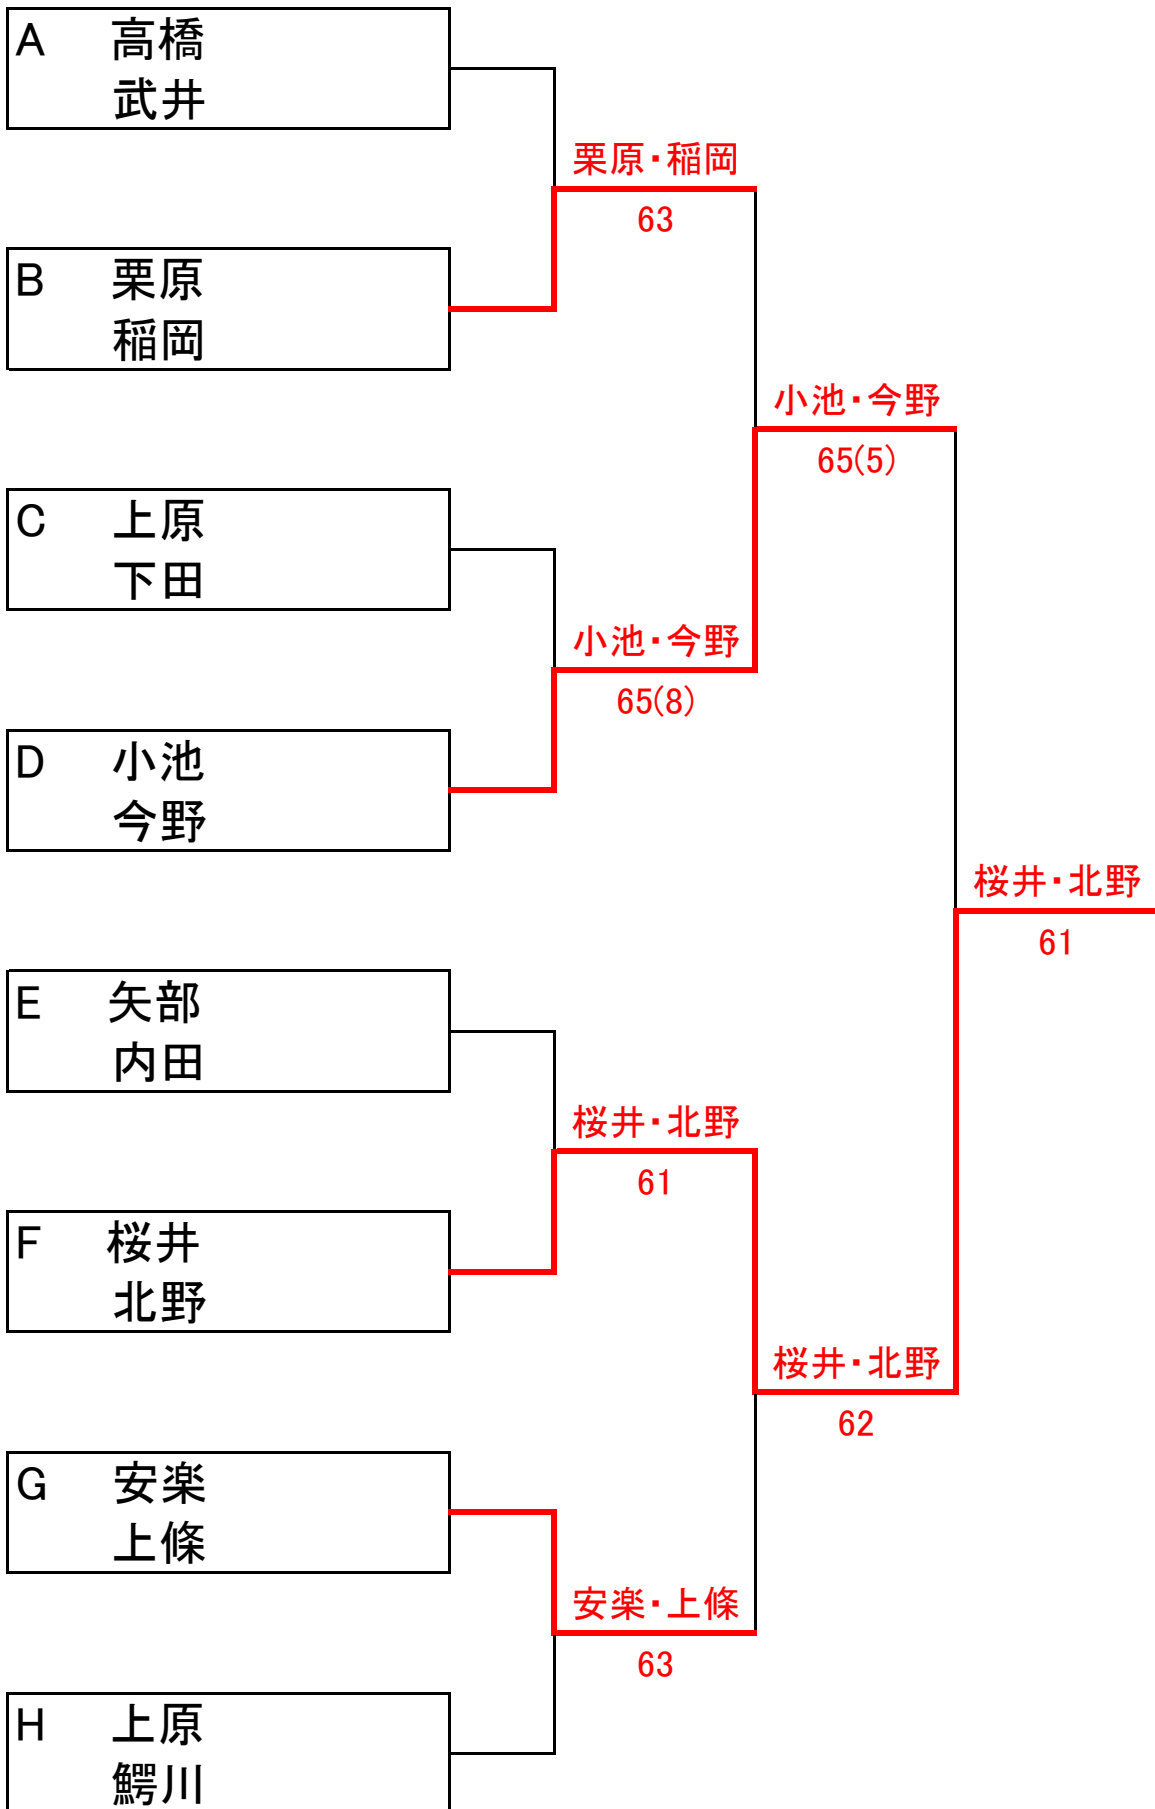 A 高橋
武井
栗原・稲岡
63
B 栗原
稲岡
小池・今野
65(5)
C 上原
下田
小池・今野
65(8)
D 小池
今野
桜井・北野
61
E 矢部
内田
桜井・北野
61
F 桜井
北野
桜井・北野
62
G 安楽
上條
安楽・上條
63
H 上原
鰐川